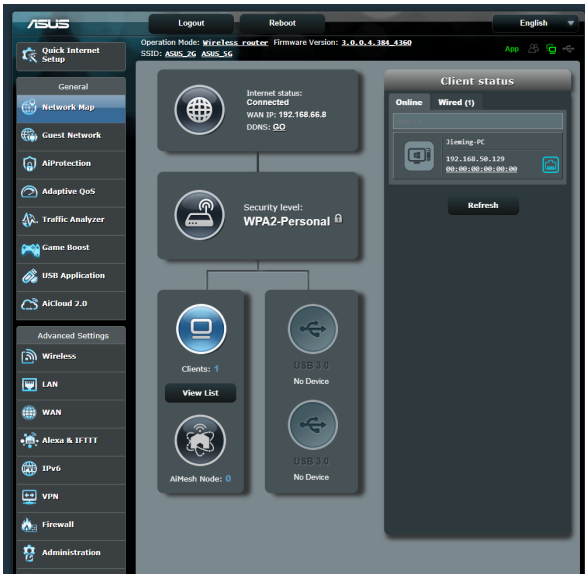 ASUS
Logout
Reboot
English
Operation Mode: Wireless router Firmware Version: 3.0.0.4.384_4360
SSID: ASUS_2G ASUS_5G
App
Quick Internet
Setup
General
Network Map
Guest Network
AiProtection
Adaptive QoS
Traffic Analyzer
Game Boost
USB Application
AiCloud 2.0
Advanced Settings
Wireless
LAN
WAN
Alexa & IFTTT
IPv6
VPN
Firewall
Administration
Internet status:
Connected
WAN IP: 192.168.66.8
DDNS: GO
Security level:
WPA2-Personal
Clients: 1
View List
AiMesh Node: 0
USB 3.0
No Device
USB 3.0
No Device
Client status
Online
Wired (1)
Jieming-PC
192.168.50.129
00:00:00:00:00:00
Refresh